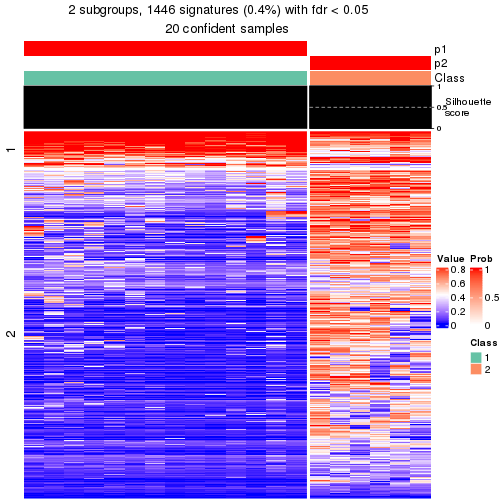 2 subgroups, 1446 signatures (0.4%) with fdr < 0.05
20 confident samples
p1
p2
Class
1
0.5
0
Silhouette
score
1
2
Value
0.8
0.6
0.4
0.2
0
Prob
1
0.5
0
Class
1
2